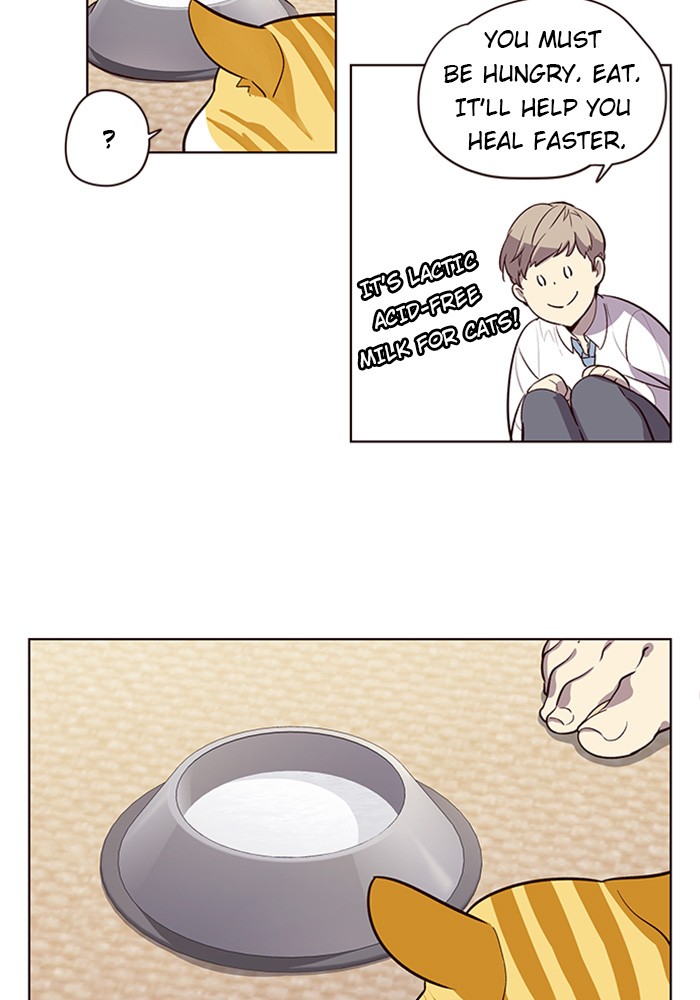 ?
YOU MUST
BE HUNGRY. EAT.
IT'LL HELP YOU
HEAL FASTER.
IT'S LACTIC
ACID-FREE
MILK FOR CATS!